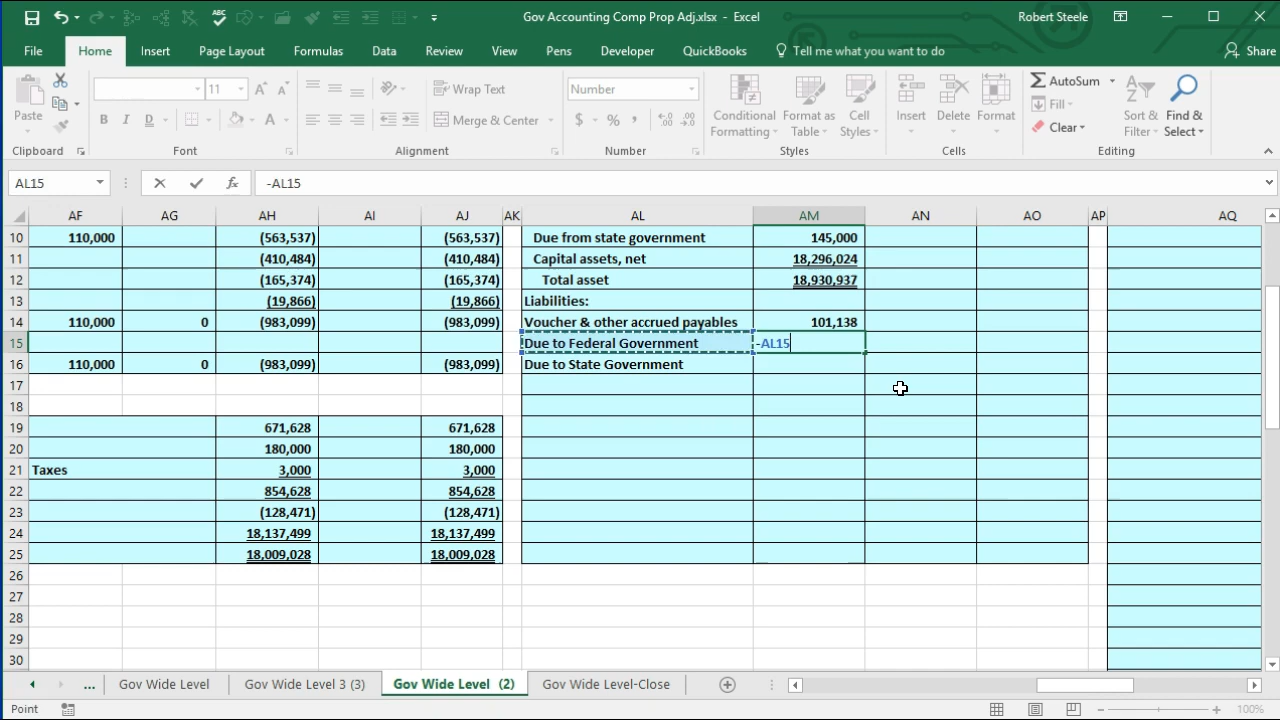 Gov Accounting Comp Prop Adj.xlsx - Excel
Robert Steele
File Home Insert Page Layout Formulas Data Review View Pens Developer QuickBooks Tell me what you want to do Share
Paste
Clipboard
11
B I D
A
Font
Wrap Text
Merge & Center
Alignment
Number
$ % ,
Number
Conditional Formatting
Format as Table
Cell Styles
Styles
Insert Delete Format
Cells
AutoSum
Fill
Clear
Sort & Filter
Find & Select
Editing
AL15 fx -AL15
AF AG AH AI AJ AK AL AM AN AO AP AQ
10 110,000 (563,537) (563,537) Due from state government 145,000
11 (410,484) (410,484) Capital assets, net 18,296,024
12 (165,374) (165,374) Total asset 18,930,937
13 (19,866) (19,866) Liabilities:
14 110,000 0 (983,099) (983,099) Voucher & other accrued payables 101,138
15 Due to Federal Government -AL15
16 110,000 0 (983,099) (983,099) Due to State Government
17
18
19 671,628 671,628
20 180,000 180,000
21 Taxes 3,000 3,000
22 854,628 854,628
23 (128,471) (128,471)
24 18,137,499 18,137,499
25 18,009,028 18,009,028
26
27
28
29
30
... Gov Wide Level Gov Wide Level 3 (3) Gov Wide Level (2) Gov Wide Level-Close
Point 100%